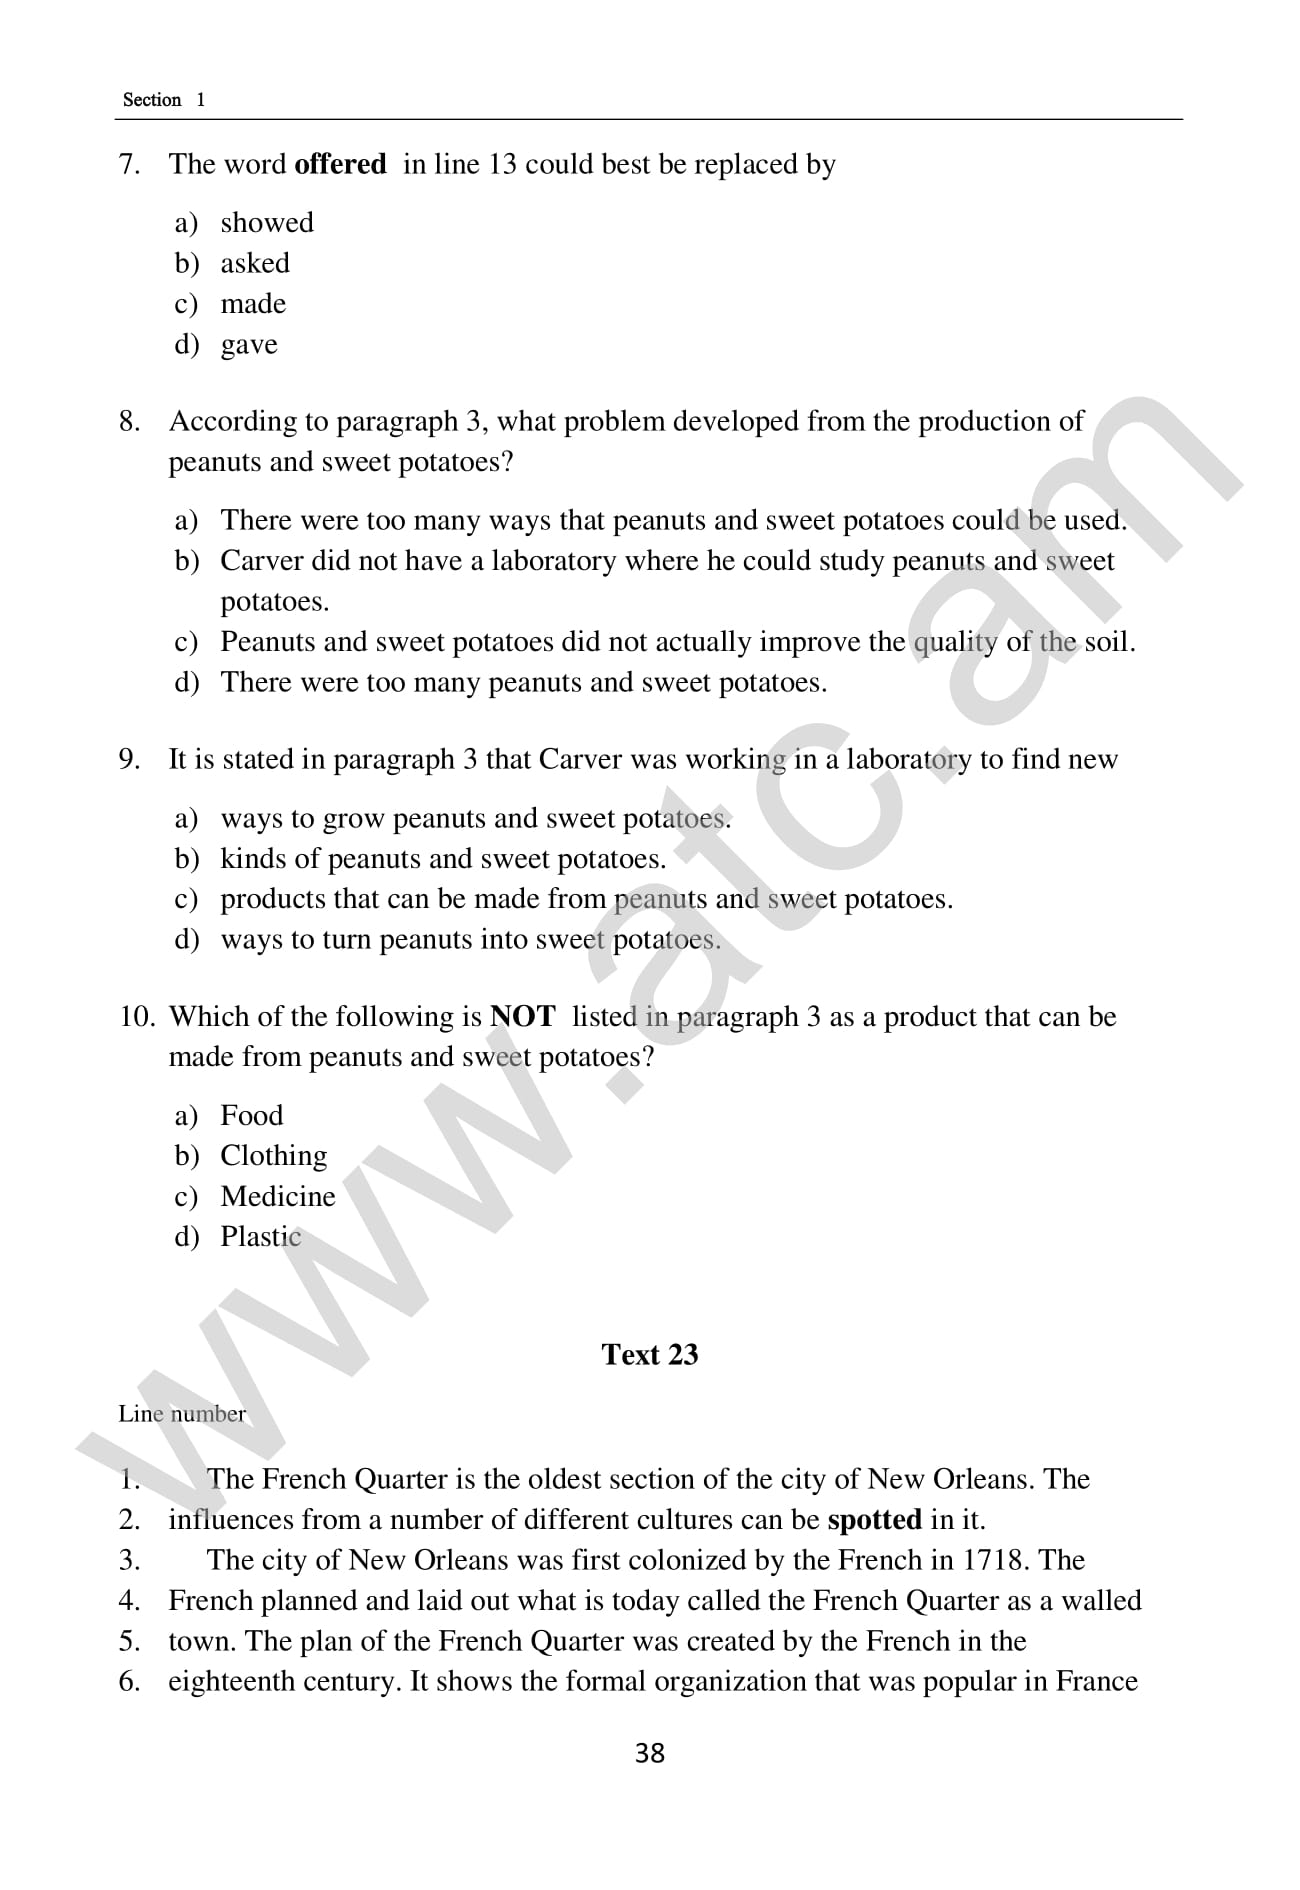 Section 1
7. The word offered in line 13 could best be replaced by
a) showed
b) asked
c) made
d) gave
8. According to paragraph 3, what problem developed from the production of
peanuts and sweet potatoes?
a) There were too many ways that peanuts and sweet potatoes could be used.
b) Carver did not have a laboratory where he could study peanuts and sweet
potatoes.
c) Peanuts and sweet potatoes did not actually improve the quality of the soil.
d) There were too many peanuts and sweet potatoes.
9. It is stated in paragraph 3 that Carver was working in a laboratory to find new
a) ways to grow peanuts and sweet potatoes.
b) kinds of peanuts and sweet potatoes.
c) products that can be made from peanuts and sweet potatoes.
d) ways to turn peanuts into sweet potatoes.
10. Which of the following is NOT listed in paragraph 3 as a product that can be
made from peanuts and sweet potatoes?
a) Food
b) Clothing
c) Medicine
d) Plastic
Text 23
Line number
1. The French Quarter is the oldest section of the city of New Orleans. The
2. influences from a number of different cultures can be spotted in it.
3. The city of New Orleans was first colonized by the French in 1718. The
4. French planned and laid out what is today called the French Quarter as a walled
5. town. The plan of the French Quarter was created by the French in the
6. eighteenth century. It shows the formal organization that was popular in France
38
www.atc.am